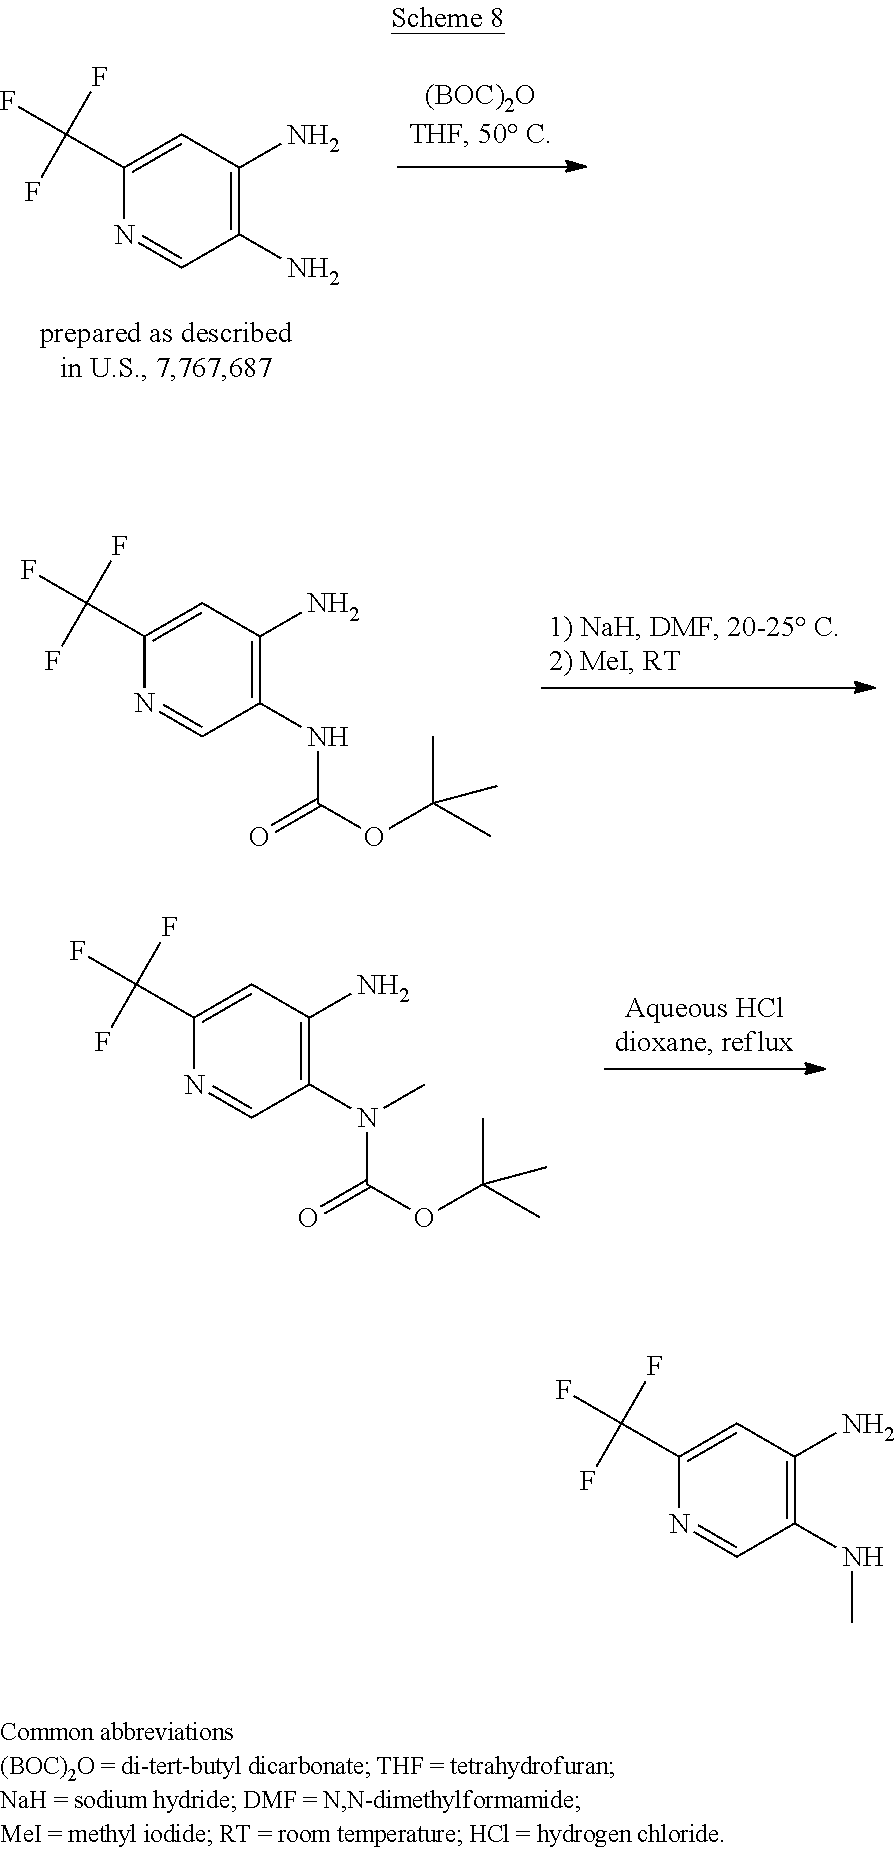 Scheme 8
F
F
F
NH2
N
NH2
(BOC)2O
THF, 50° C.
prepared as described
in U.S., 7,767,687
F
F
F
NH2
N
NH
O
O
1) NaH, DMF, 20-25° C.
2) MeI, RT
F
F
F
NH2
N
N
O
O
Aqueous HCl
dioxane, reflux
F
F
F
NH2
N
NH
Common abbreviations
(BOC)2O = di-tert-butyl dicarbonate; THF = tetrahydrofuran;
NaH = sodium hydride; DMF = N,N-dimethylformamide;
MeI = methyl iodide; RT = room temperature; HCl = hydrogen chloride.